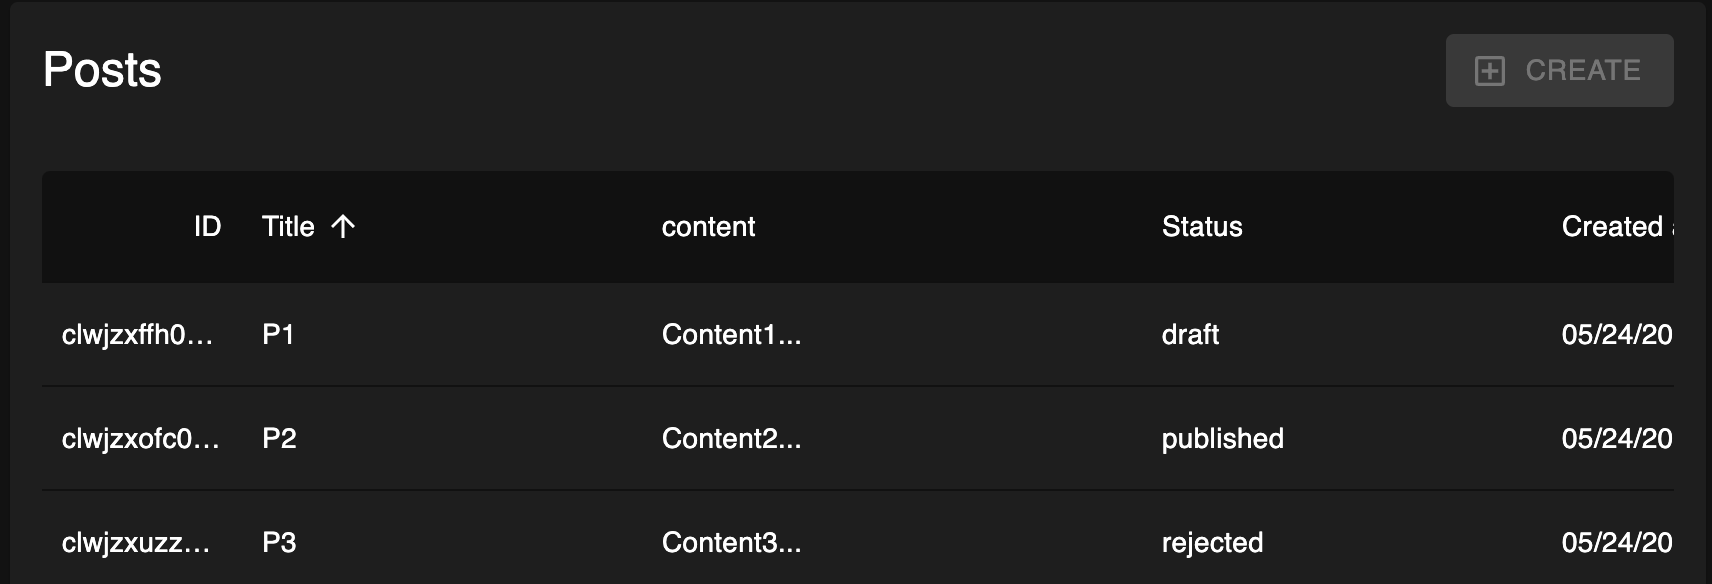 Posts
CREATE
ID Title content Status Created
clwjzxffh0... P1 Content1... draft 05/24/20
clwjzxofc0... P2 Content2... published 05/24/20
clwjzxuzz... P3 Content3... rejected 05/24/20